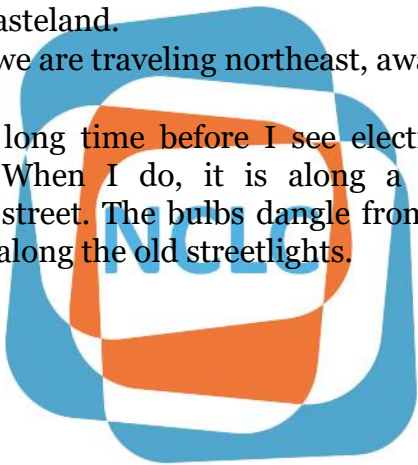 asteland.
we are traveling northeast, awa
long time before I see electr
When I do, it is along a
street. The bulbs dangle from
along the old streetlights.
NCLC